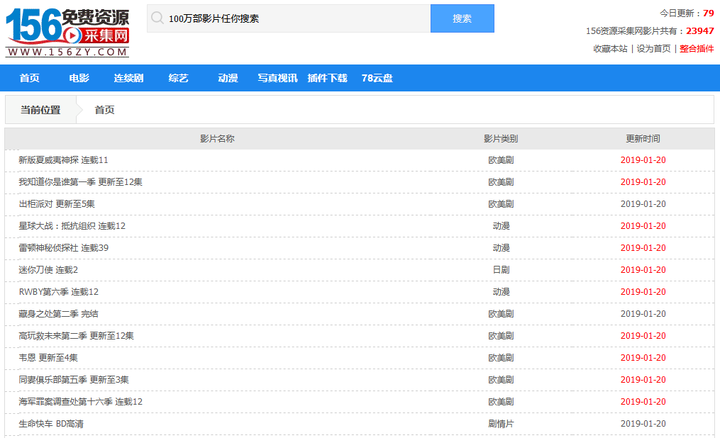 156免费资源
采集网
WWW.156ZY.COM
100万部影片任你搜索
搜索
今日更新：79
156资源采集网影片共有：23947
收藏本站 | 设为首页 | 整合插件
首页 电影 连续剧 综艺 动漫 写真视讯 插件下载 78云盘
当前位置 首页
影片名称 影片类别 更新时间
新版夏威夷神探 连载11 欧美剧 2019-01-20
我知道你是谁第一季 更新至12集 欧美剧 2019-01-20
出柜派对 更新至5集 欧美剧 2019-01-20
星球大战：抵抗组织 连载12 动漫 2019-01-20
雷顿神秘侦探社 连载39 动漫 2019-01-20
迷你刀使 连载2 日剧 2019-01-20
RWBY第六季 连载12 动漫 2019-01-20
藏身之处第二季 完结 欧美剧 2019-01-20
高玩救未来第二季 更新至12集 欧美剧 2019-01-20
韦恩 更新至4集 欧美剧 2019-01-20
同妻俱乐部第五季 更新至3集 欧美剧 2019-01-20
海军罪案调查处第十六季 连载12 欧美剧 2019-01-20
生命快车 BD高清 剧情片 2019-01-20